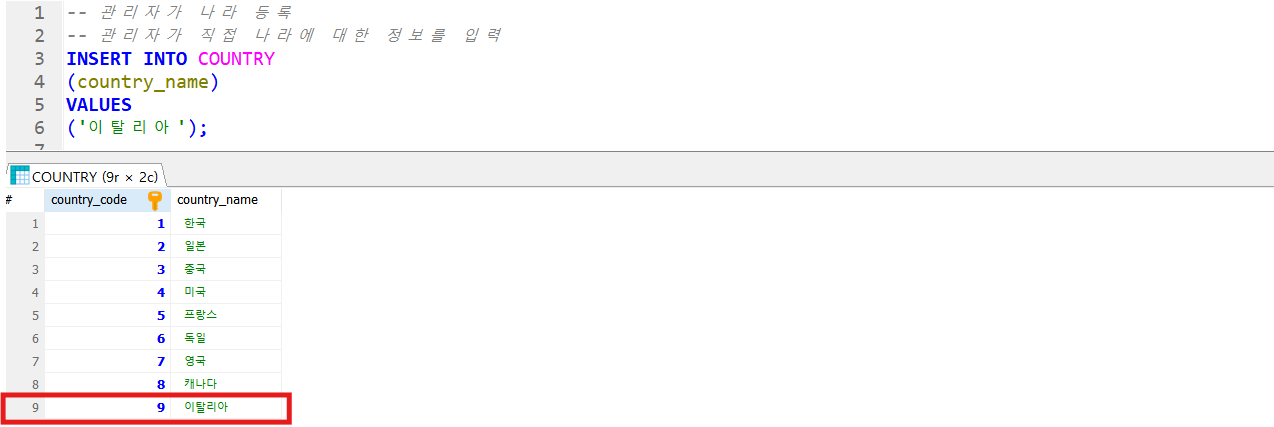 1 -- 관리자가 나라 등록
2 -- 관리자가 직접 나라에 대한 정보를 입력
3 INSERT INTO COUNTRY
4 (country_name)
5 VALUES
6 ('이탈리아');
7
COUNTRY (9r × 2c)
# country_code country_name
1 1 한국
2 2 일본
3 3 중국
4 4 미국
5 5 프랑스
6 6 독일
7 7 영국
8 8 캐나다
9 9 이탈리아